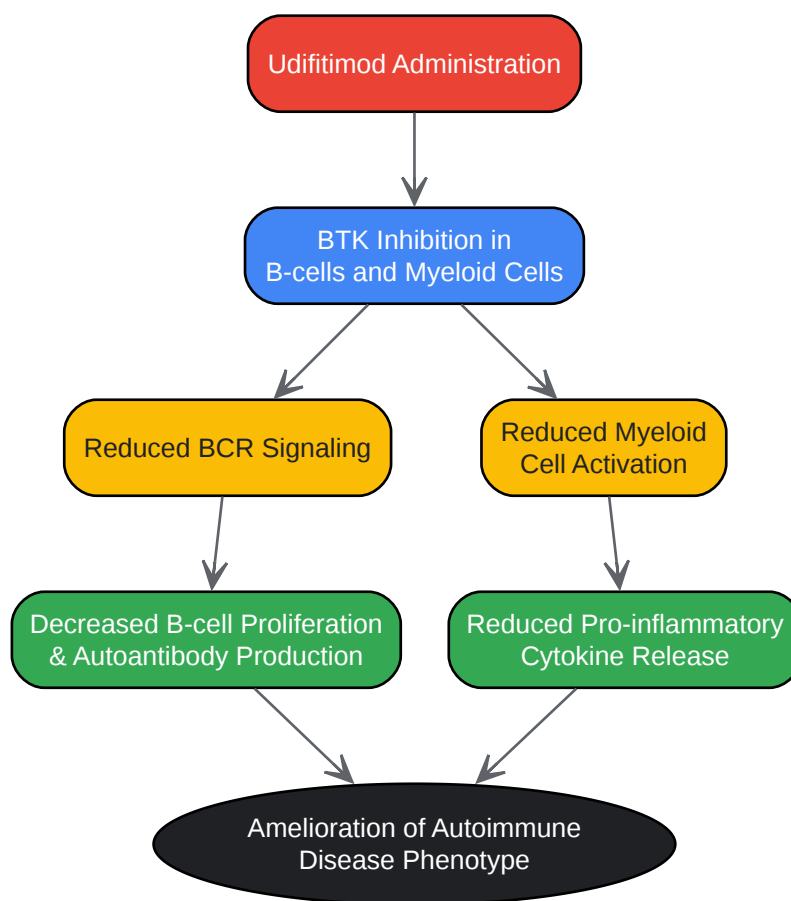 Udifitimod Administration
BTK Inhibition in
B-cells and Myeloid Cells
Reduced BCR Signaling
Reduced Myeloid
Cell Activation
Decreased B-cell Proliferation
& Autoantibody Production
Reduced Pro-inflammatory
Cytokine Release
Amelioration of Autoimmune
Disease Phenotype